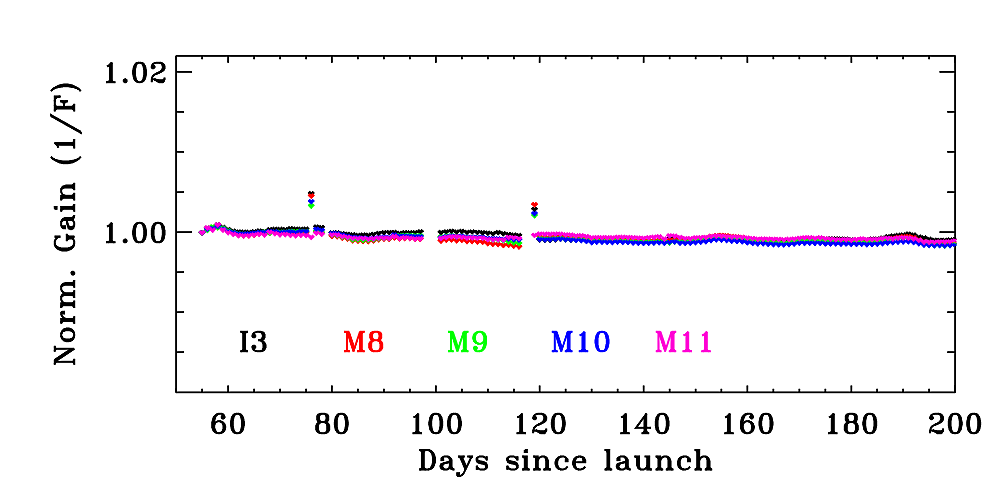 Norm. Gain (1/F)
1.02
1.00
I3 M8 M9 M10 M11
60 80 100 120 140 160 180 200
Days since launch